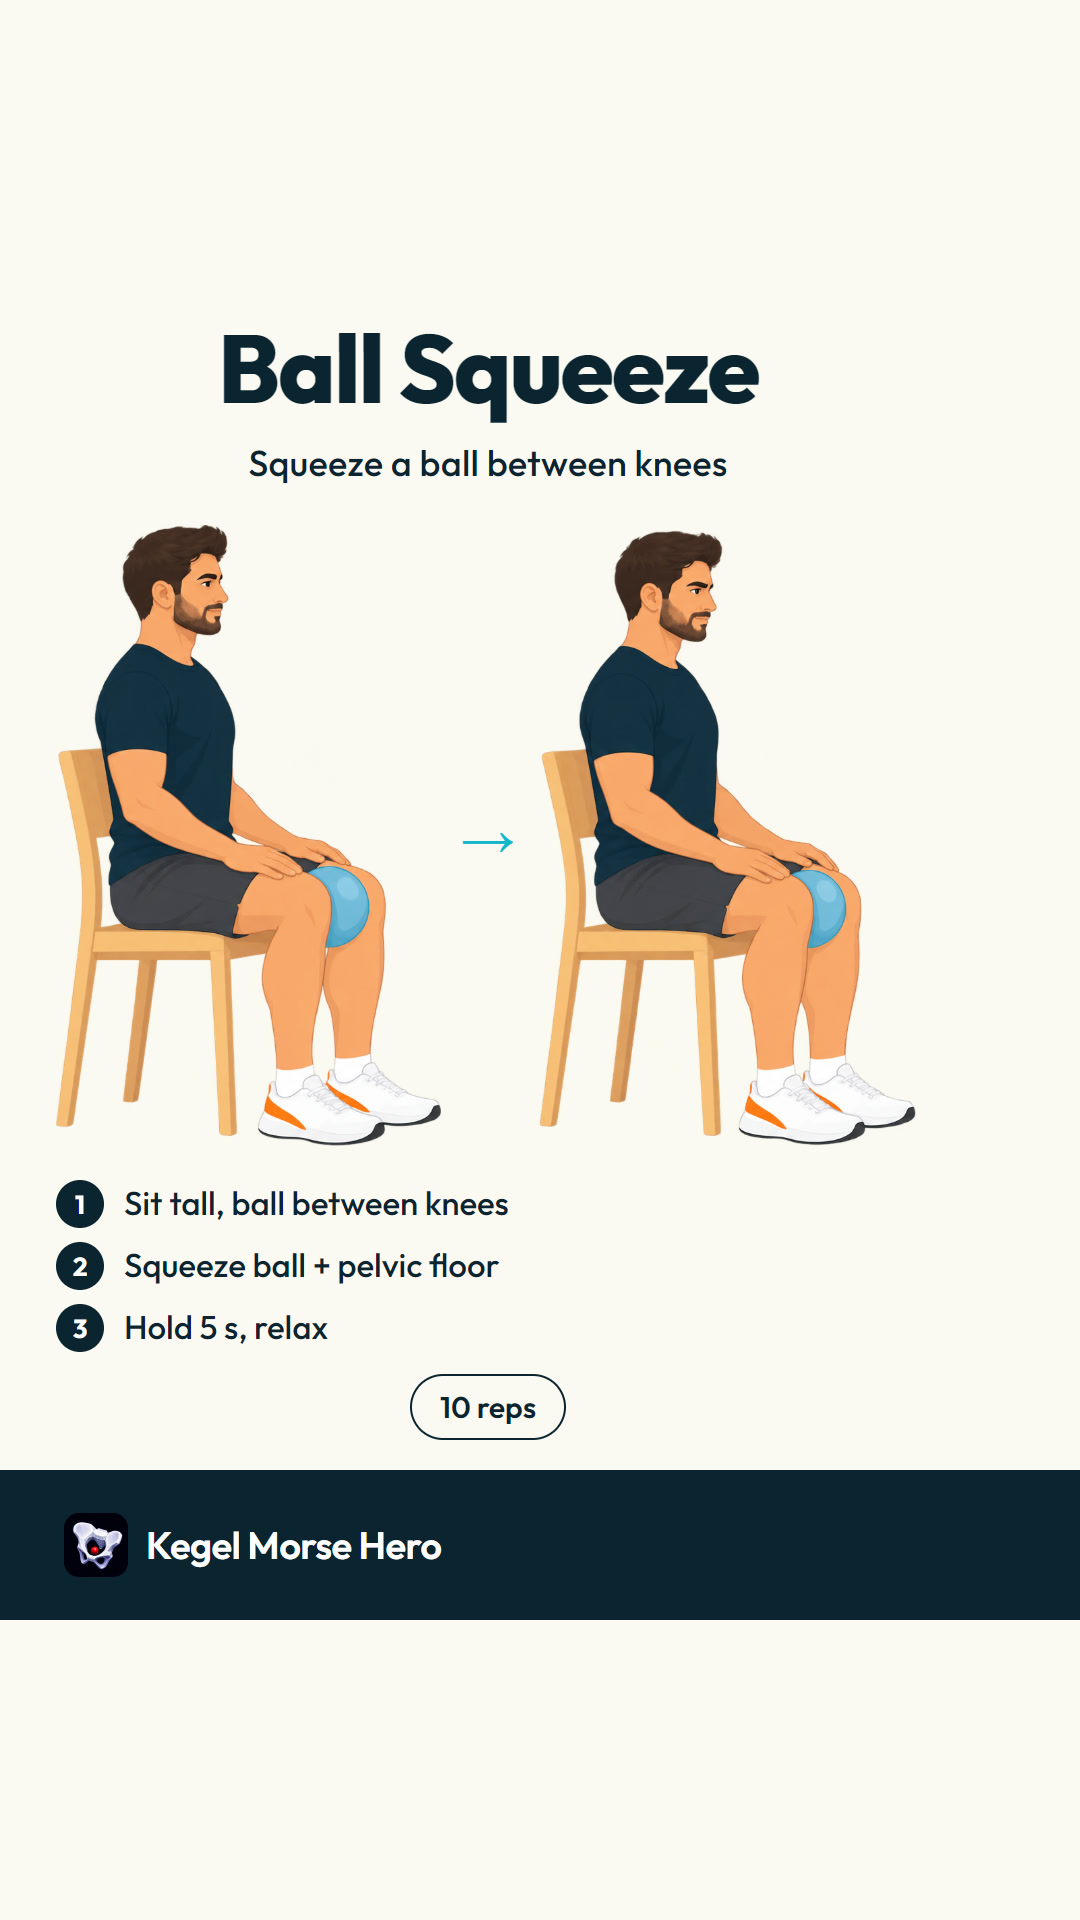 Ball Squeeze
Squeeze a ball between knees
→
1 Sit tall, ball between knees
2 Squeeze ball + pelvic floor
3 Hold 5 s, relax
10 reps
Kegel Morse Hero